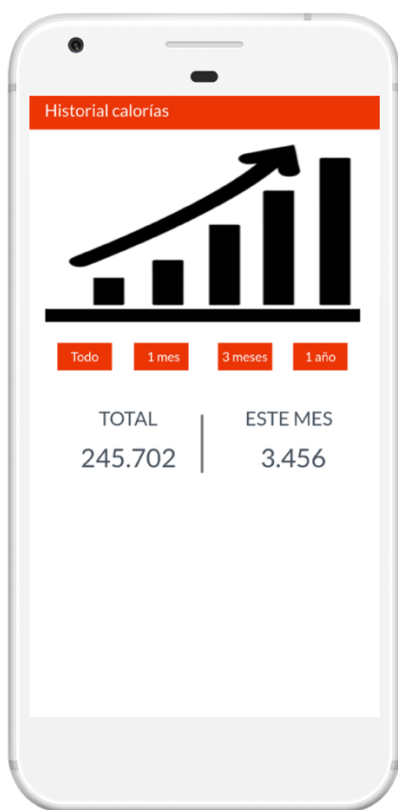 Historial calorías
Todo 1 mes 3 meses 1 año
TOTAL ESTE MES
245.702 3.456